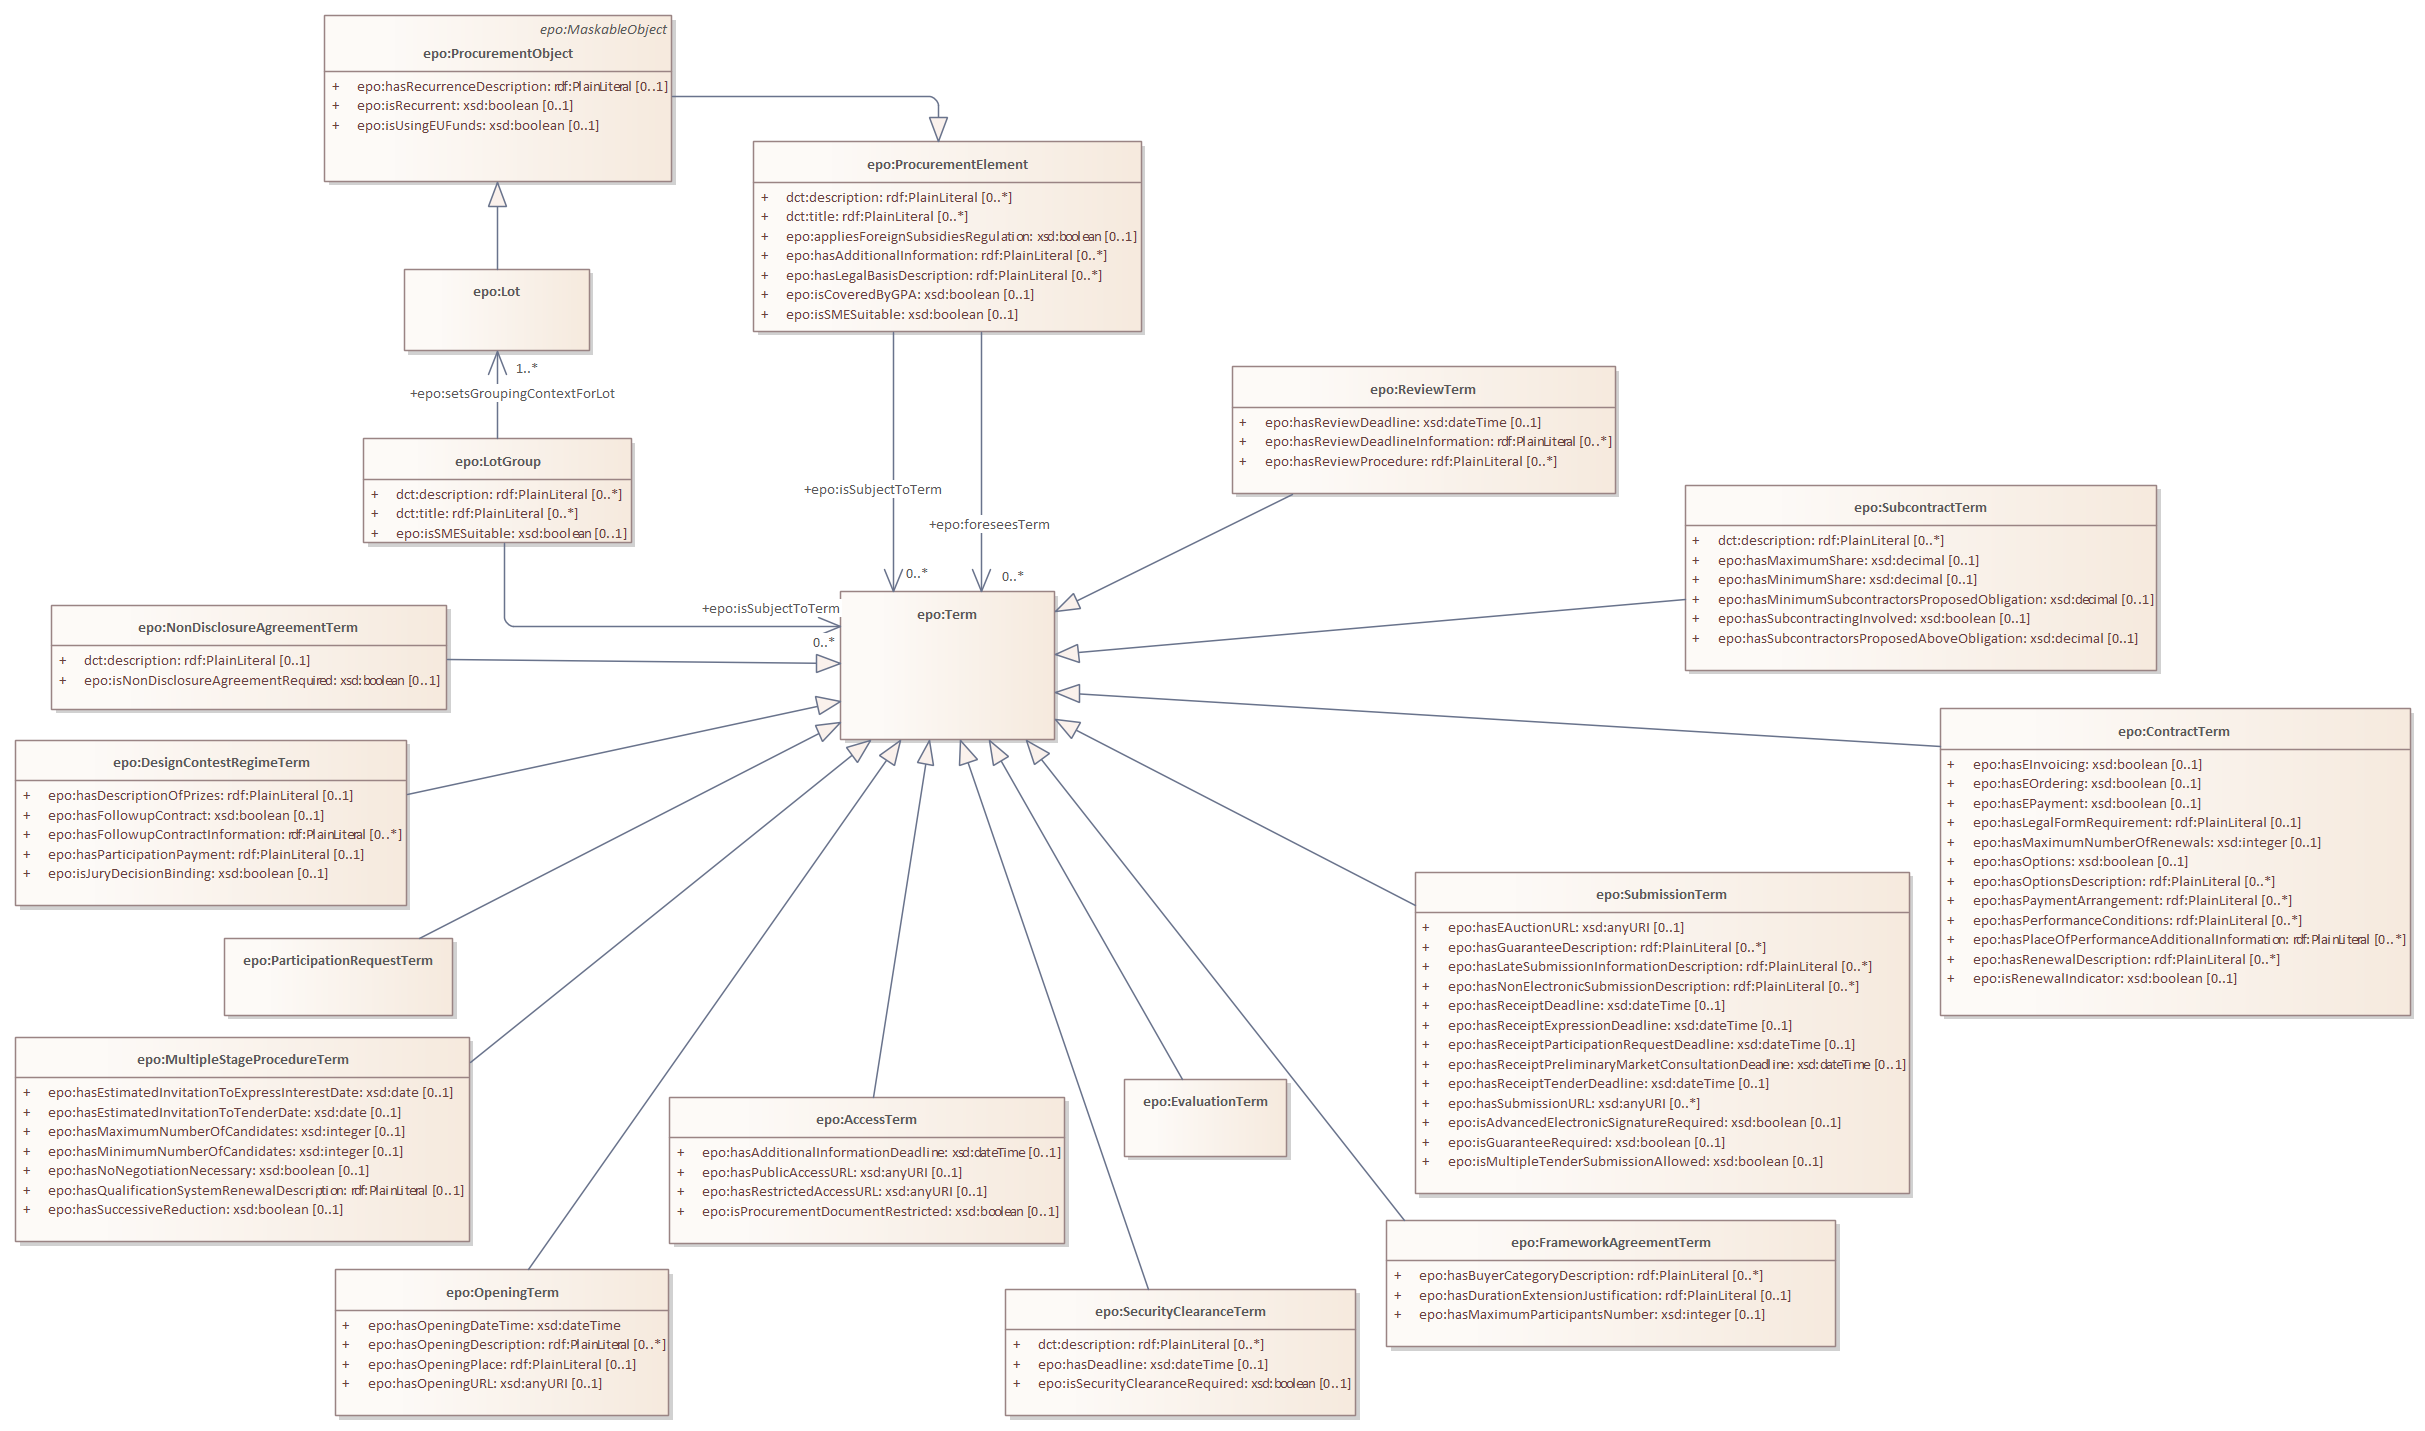 epo:MaskableObject
epo:ProcurementObject
+ epo:hasRecurrenceDescription: rdf:PlainLiteral [0..1]
+ epo:isRecurrent: xsd:boolean [0..1]
+ epo:isUsingEUFunds: xsd:boolean [0..1]
epo:ProcurementElement
+ dct:description: rdf:PlainLiteral [0..*]
+ dct:title: rdf:PlainLiteral [0..*]
+ epo:appliesForeignSubsidiesRegulation: xsd:boolean [0..1]
+ epo:hasAdditionalInformation: rdf:PlainLiteral [0..*]
+ epo:hasLegalBasisDescription: rdf:PlainLiteral [0..*]
+ epo:isCoveredByGPA: xsd:boolean [0..1]
+ epo:isSMESuitable: xsd:boolean [0..1]
epo:Lot
1..*
+epo:setsGroupingContextForLot
epo:LotGroup
+ dct:description: rdf:PlainLiteral [0..*]
+ dct:title: rdf:PlainLiteral [0..*]
+ epo:isSMESuitable: xsd:boolean [0..1]
+epo:isSubjectToTerm
+epo:foreseesTerm
0..*
0..*
+epo:isSubjectToTerm
0..*
epo:Term
epo:ReviewTerm
+ epo:hasReviewDeadline: xsd:dateTime [0..1]
+ epo:hasReviewDeadlineInformation: rdf:PlainLiteral [0..*]
+ epo:hasReviewProcedure: rdf:PlainLiteral [0..*]
epo:SubcontractTerm
+ dct:description: rdf:PlainLiteral [0..*]
+ epo:hasMaximumShare: xsd:decimal [0..1]
+ epo:hasMinimumShare: xsd:decimal [0..1]
+ epo:hasMinimumSubcontractorsProposedObligation: xsd:decimal [0..1]
+ epo:hasSubcontractingInvolved: xsd:boolean [0..1]
+ epo:hasSubcontractorsProposedAboveObligation: xsd:decimal [0..1]
epo:NonDisclosureAgreementTerm
+ dct:description: rdf:PlainLiteral [0..1]
+ epo:isNonDisclosureAgreementRequired: xsd:boolean [0..1]
epo:DesignContestRegimeTerm
+ epo:hasDescriptionOfPrizes: rdf:PlainLiteral [0..1]
+ epo:hasFollowupContract: xsd:boolean [0..1]
+ epo:hasFollowupContractInformation: rdf:PlainLiteral [0..*]
+ epo:hasParticipationPayment: rdf:PlainLiteral [0..1]
+ epo:isJuryDecisionBinding: xsd:boolean [0..1]
epo:ContractTerm
+ epo:hasEInvoicing: xsd:boolean [0..1]
+ epo:hasEOrdering: xsd:boolean [0..1]
+ epo:hasEPayment: xsd:boolean [0..1]
+ epo:hasLegalFormRequirement: rdf:PlainLiteral [0..1]
+ epo:hasMaximumNumberOfRenewals: xsd:integer [0..1]
+ epo:hasOptions: xsd:boolean [0..1]
+ epo:hasOptionsDescription: rdf:PlainLiteral [0..*]
+ epo:hasPaymentArrangement: rdf:PlainLiteral [0..*]
+ epo:hasPerformanceConditions: rdf:PlainLiteral [0..*]
+ epo:hasPlaceOfPerformanceAdditionalInformation: rdf:PlainLiteral [0..*]
+ epo:hasRenewalDescription: rdf:PlainLiteral [0..*]
+ epo:isRenewalIndicator: xsd:boolean [0..1]
epo:ParticipationRequestTerm
epo:SubmissionTerm
+ epo:hasEAuctionURL: xsd:anyURI [0..1]
+ epo:hasGuaranteeDescription: rdf:PlainLiteral [0..*]
+ epo:hasLateSubmissionInformationDescription: rdf:PlainLiteral [0..*]
+ epo:hasNonElectronicSubmissionDescription: rdf:PlainLiteral [0..*]
+ epo:hasReceiptDeadline: xsd:dateTime [0..1]
+ epo:hasReceiptExpressionDeadline: xsd:dateTime [0..1]
+ epo:hasReceiptParticipationRequestDeadline: xsd:dateTime [0..1]
+ epo:hasReceiptPreliminaryMarketConsultationDeadline: xsd:dateTime [0..1]
+ epo:hasReceiptTenderDeadline: xsd:dateTime [0..1]
+ epo:hasSubmissionURL: xsd:anyURI [0..*]
+ epo:isAdvancedElectronicSignatureRequired: xsd:boolean [0..1]
+ epo:isGuaranteeRequired: xsd:boolean [0..1]
+ epo:isMultipleTenderSubmissionAllowed: xsd:boolean [0..1]
epo:MultipleStageProcedureTerm
+ epo:hasEstimatedInvitationToExpressInterestDate: xsd:date [0..1]
+ epo:hasEstimatedInvitationToTenderDate: xsd:date [0..1]
+ epo:hasMaximumNumberOfCandidates: xsd:integer [0..1]
+ epo:hasMinimumNumberOfCandidates: xsd:integer [0..1]
+ epo:hasNoNegotiationNecessary: xsd:boolean [0..1]
+ epo:hasQualificationSystemRenewalDescription: rdf:PlainLiteral [0..1]
+ epo:hasSuccessiveReduction: xsd:boolean [0..1]
epo:AccessTerm
+ epo:hasAdditionalInformationDeadline: xsd:dateTime [0..1]
+ epo:hasPublicAccessURL: xsd:anyURI [0..1]
+ epo:hasRestrictedAccessURL: xsd:anyURI [0..1]
+ epo:isProcurementDocumentRestricted: xsd:boolean [0..1]
epo:EvaluationTerm
epo:FrameworkAgreementTerm
+ epo:hasBuyerCategoryDescription: rdf:PlainLiteral [0..*]
+ epo:hasDurationExtensionJustification: rdf:PlainLiteral [0..1]
+ epo:hasMaximumParticipantsNumber: xsd:integer [0..1]
epo:OpeningTerm
+ epo:hasOpeningDateTime: xsd:dateTime
+ epo:hasOpeningDescription: rdf:PlainLiteral [0..*]
+ epo:hasOpeningPlace: rdf:PlainLiteral [0..1]
+ epo:hasOpeningURL: xsd:anyURI [0..1]
epo:SecurityClearanceTerm
+ dct:description: rdf:PlainLiteral [0..*]
+ epo:hasDeadline: xsd:dateTime [0..1]
+ epo:isSecurityClearanceRequired: xsd:boolean [0..1]